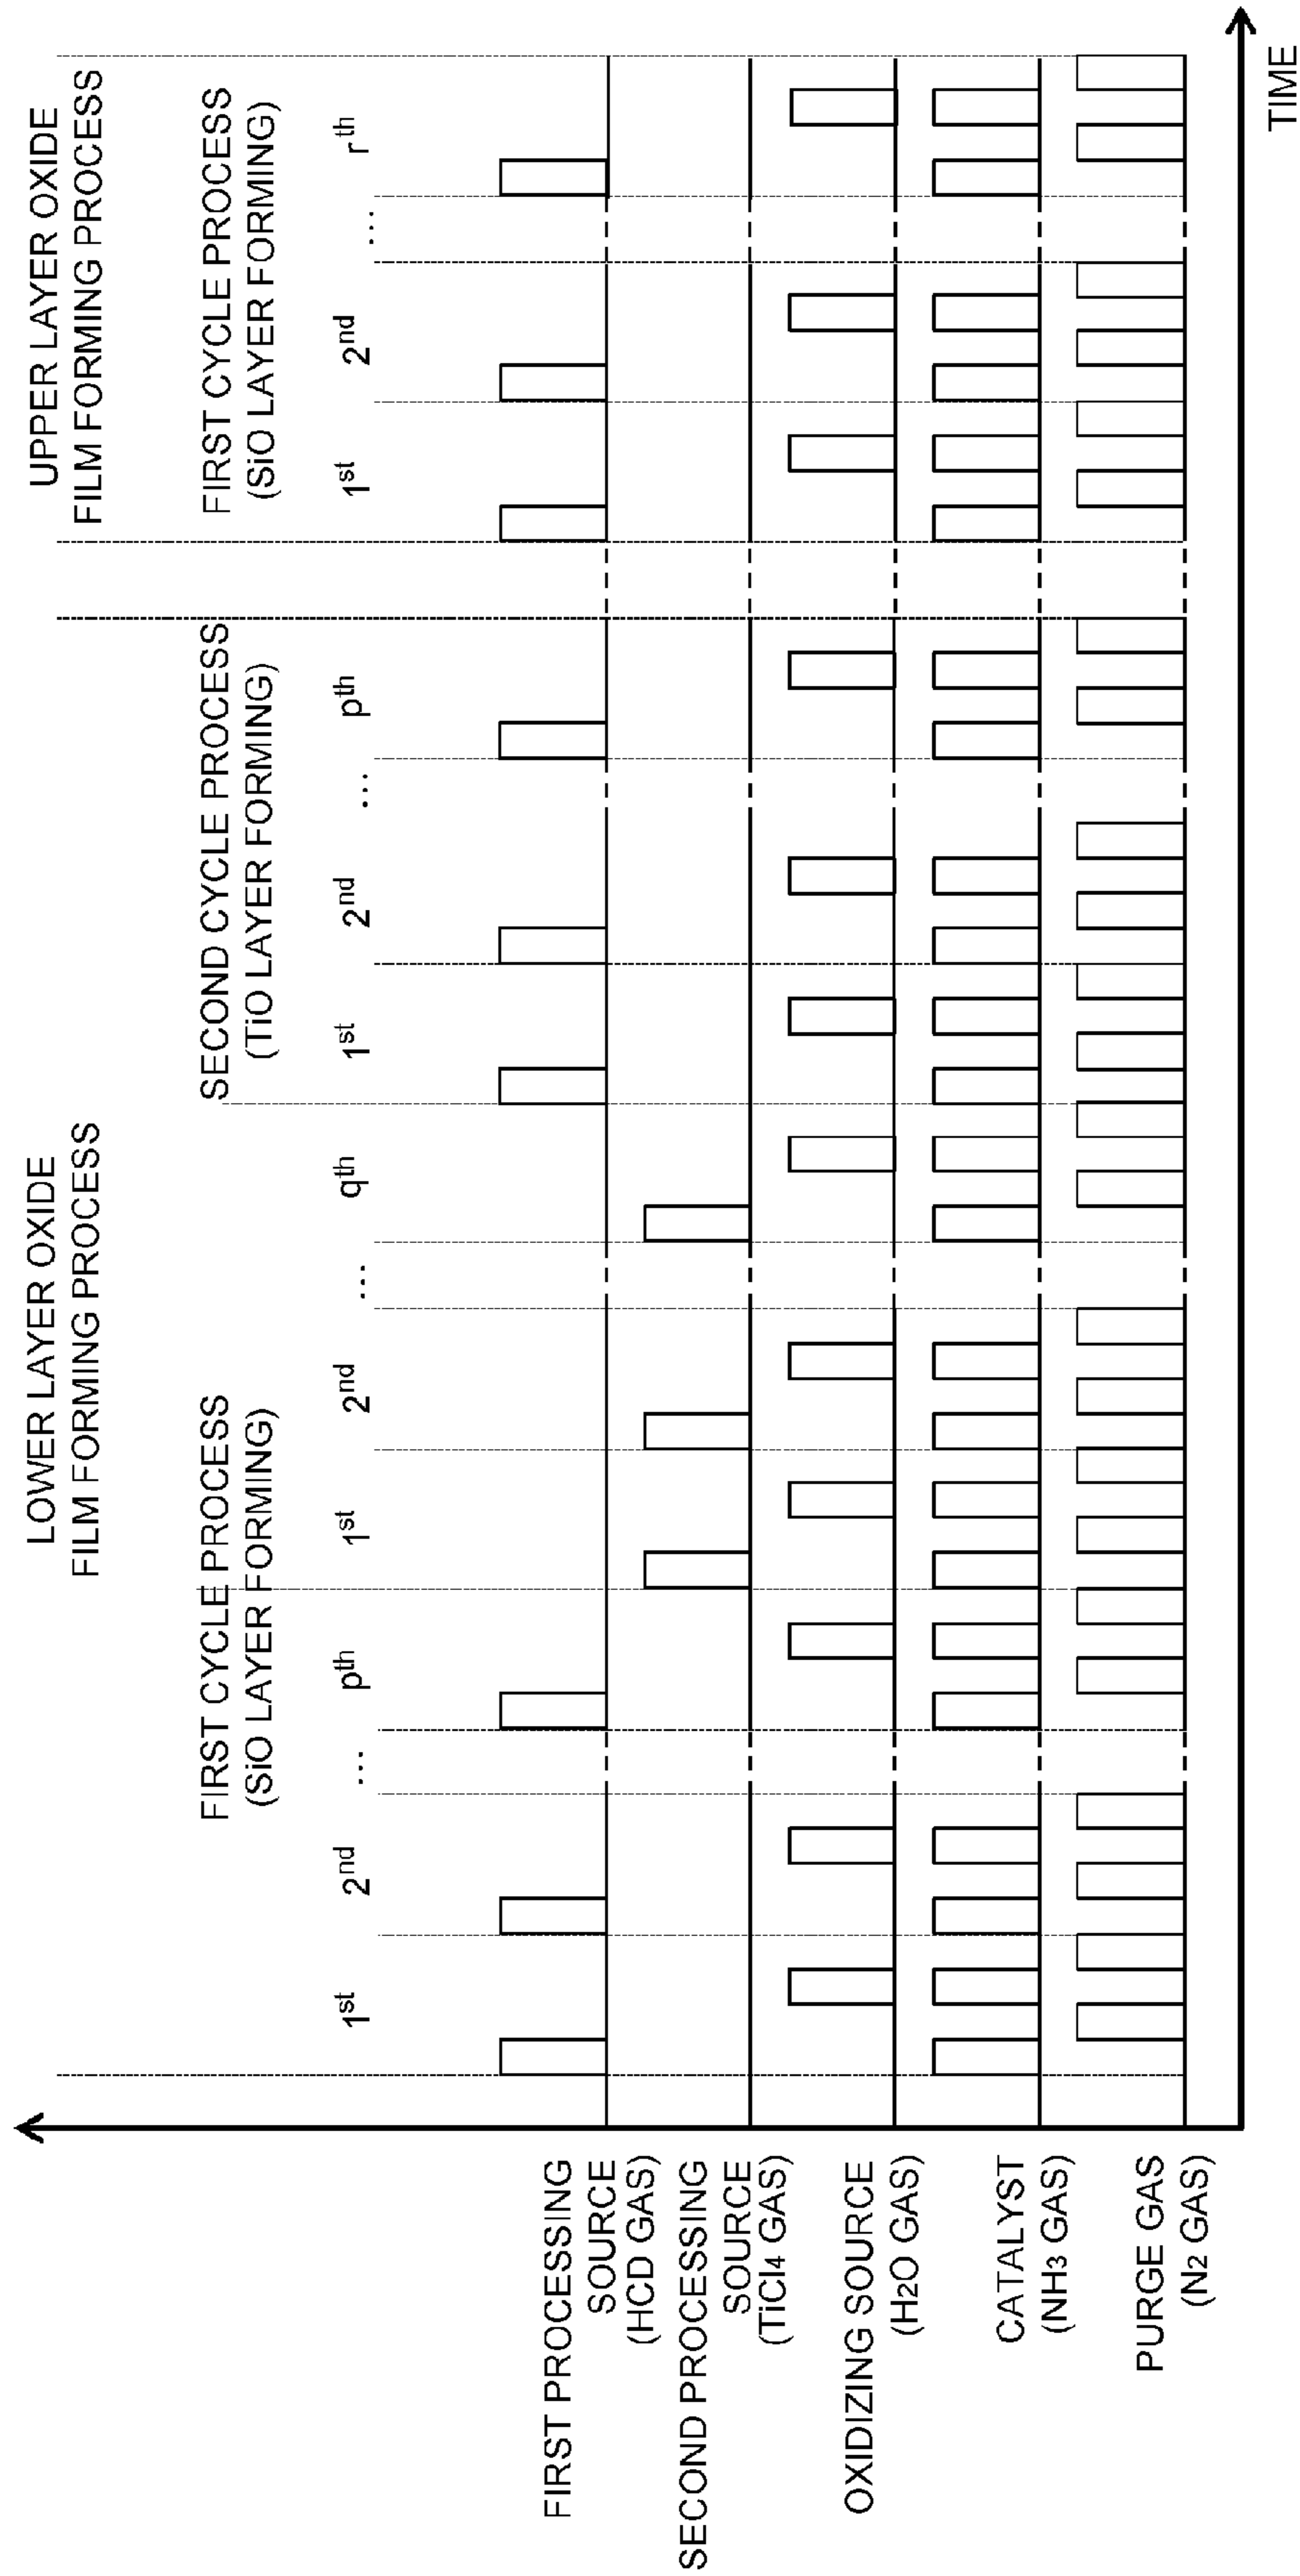 LOWER LAYER OXIDE
FILM FORMING PROCESS
UPPER LAYER OXIDE
FILM FORMING PROCESS
FIRST CYCLE PROCESS
(SiO LAYER FORMING)
SECOND CYCLE PROCESS
(TiO LAYER FORMING)
FIRST CYCLE PROCESS
(SiO LAYER FORMING)
1st
2nd
...
pth
1st
2nd
...
qth
1st
2nd
...
pth
1st
2nd
...
rth
FIRST PROCESSING
SOURCE
(HCD GAS)
SECOND PROCESSING
SOURCE
(TiCl4 GAS)
OXIDIZING SOURCE
(H2O GAS)
CATALYST
(NH3 GAS)
PURGE GAS
(N2 GAS)
TIME